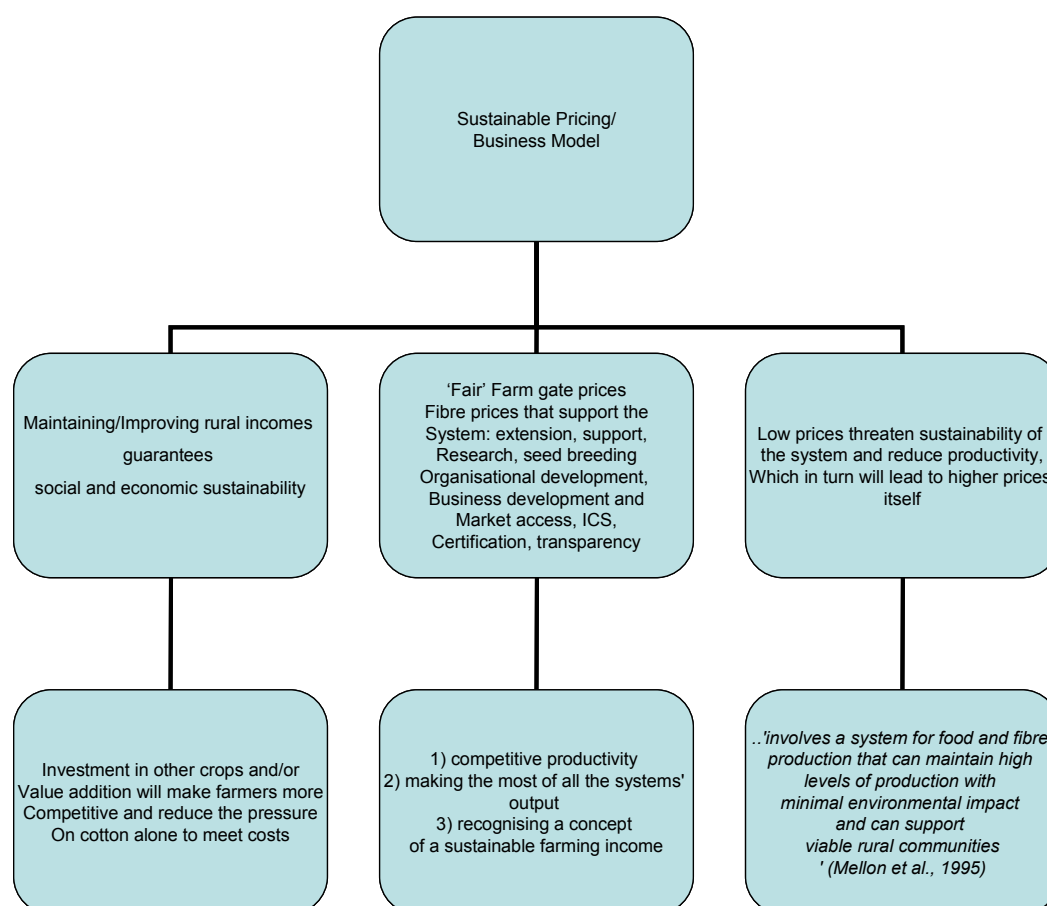 Sustainable Pricing/
Business Model
Maintaining/Improving rural incomes
guarantees
social and economic sustainability
‘Fair’ Farm gate prices
Fibre prices that support the
System: extension, support,
Research, seed breeding
Organisational development,
Business development and
Market access, ICS,
Certification, transparency
Low prices threaten sustainability of
the system and reduce productivity,
Which in turn will lead to higher prices
itself
Investment in other crops and/or
Value addition will make farmers more
Competitive and reduce the pressure
On cotton alone to meet costs
1) competitive productivity
2) making the most of all the systems'
output
3) recognising a concept
of a sustainable farming income
..'involves a system for food and fibre
production that can maintain high
levels of production with
minimal environmental impact
and can support
viable rural communities
' (Mellon et al., 1995)